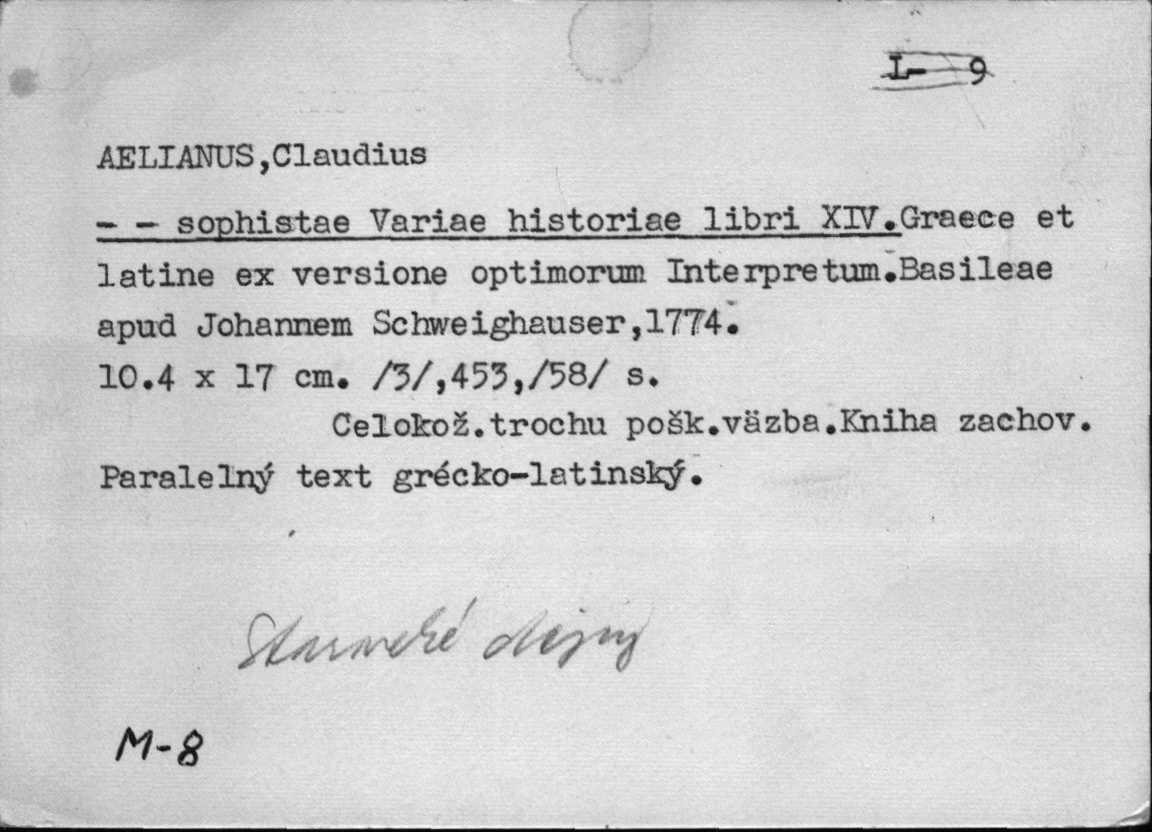 I- 9
AELIANUS,Claudius
- - sophistae Variae historiae libri XIV.Graece et
latine ex versione optimorum Interpretum.Basileae
apud Johannem Schweighauser,1774.
10.4 x 17 cm. /3/,453,/58/ s.
Celokož.trochu pošk.väzba.Kniha zachov.
Paralelný text grécko-latinský.
Staroveké dejiny
M-8